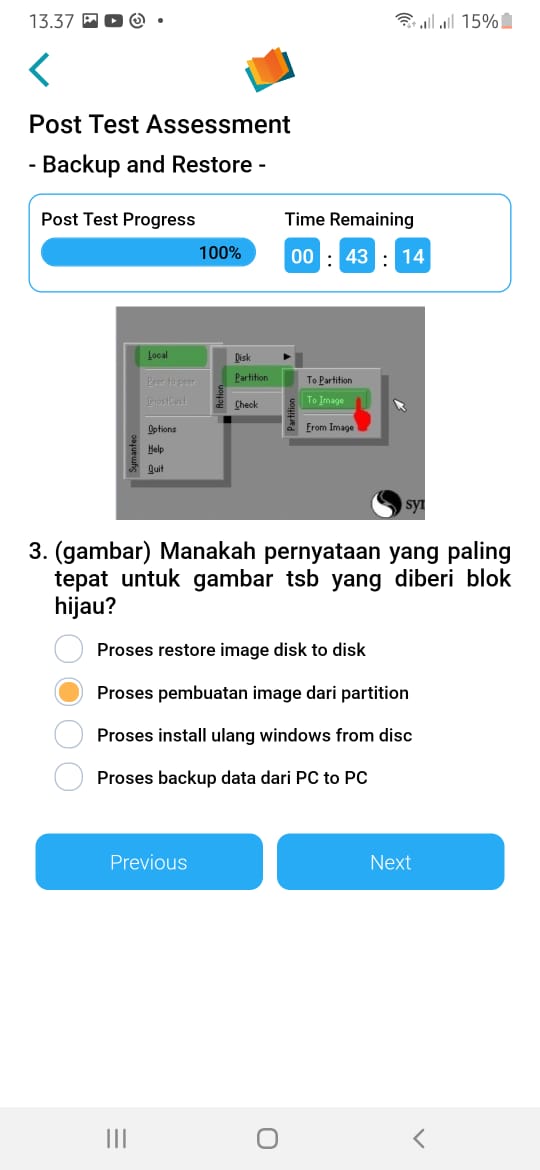 13.37
15%
Post Test Assessment
- Backup and Restore -
Post Test Progress
Time Remaining
100%
00 : 43 : 14
Local
Disk
Peer to peer
Partition
To Partition
GhostCast
Action
Check
Partition
To Image
From Image
Options
Help
Quit
Symantec
syr
3. (gambar) Manakah pernyataan yang paling
tepat untuk gambar tsb yang diberi blok
hijau?
Proses restore image disk to disk
Proses pembuatan image dari partition
Proses install ulang windows from disc
Proses backup data dari PC to PC
Previous
Next